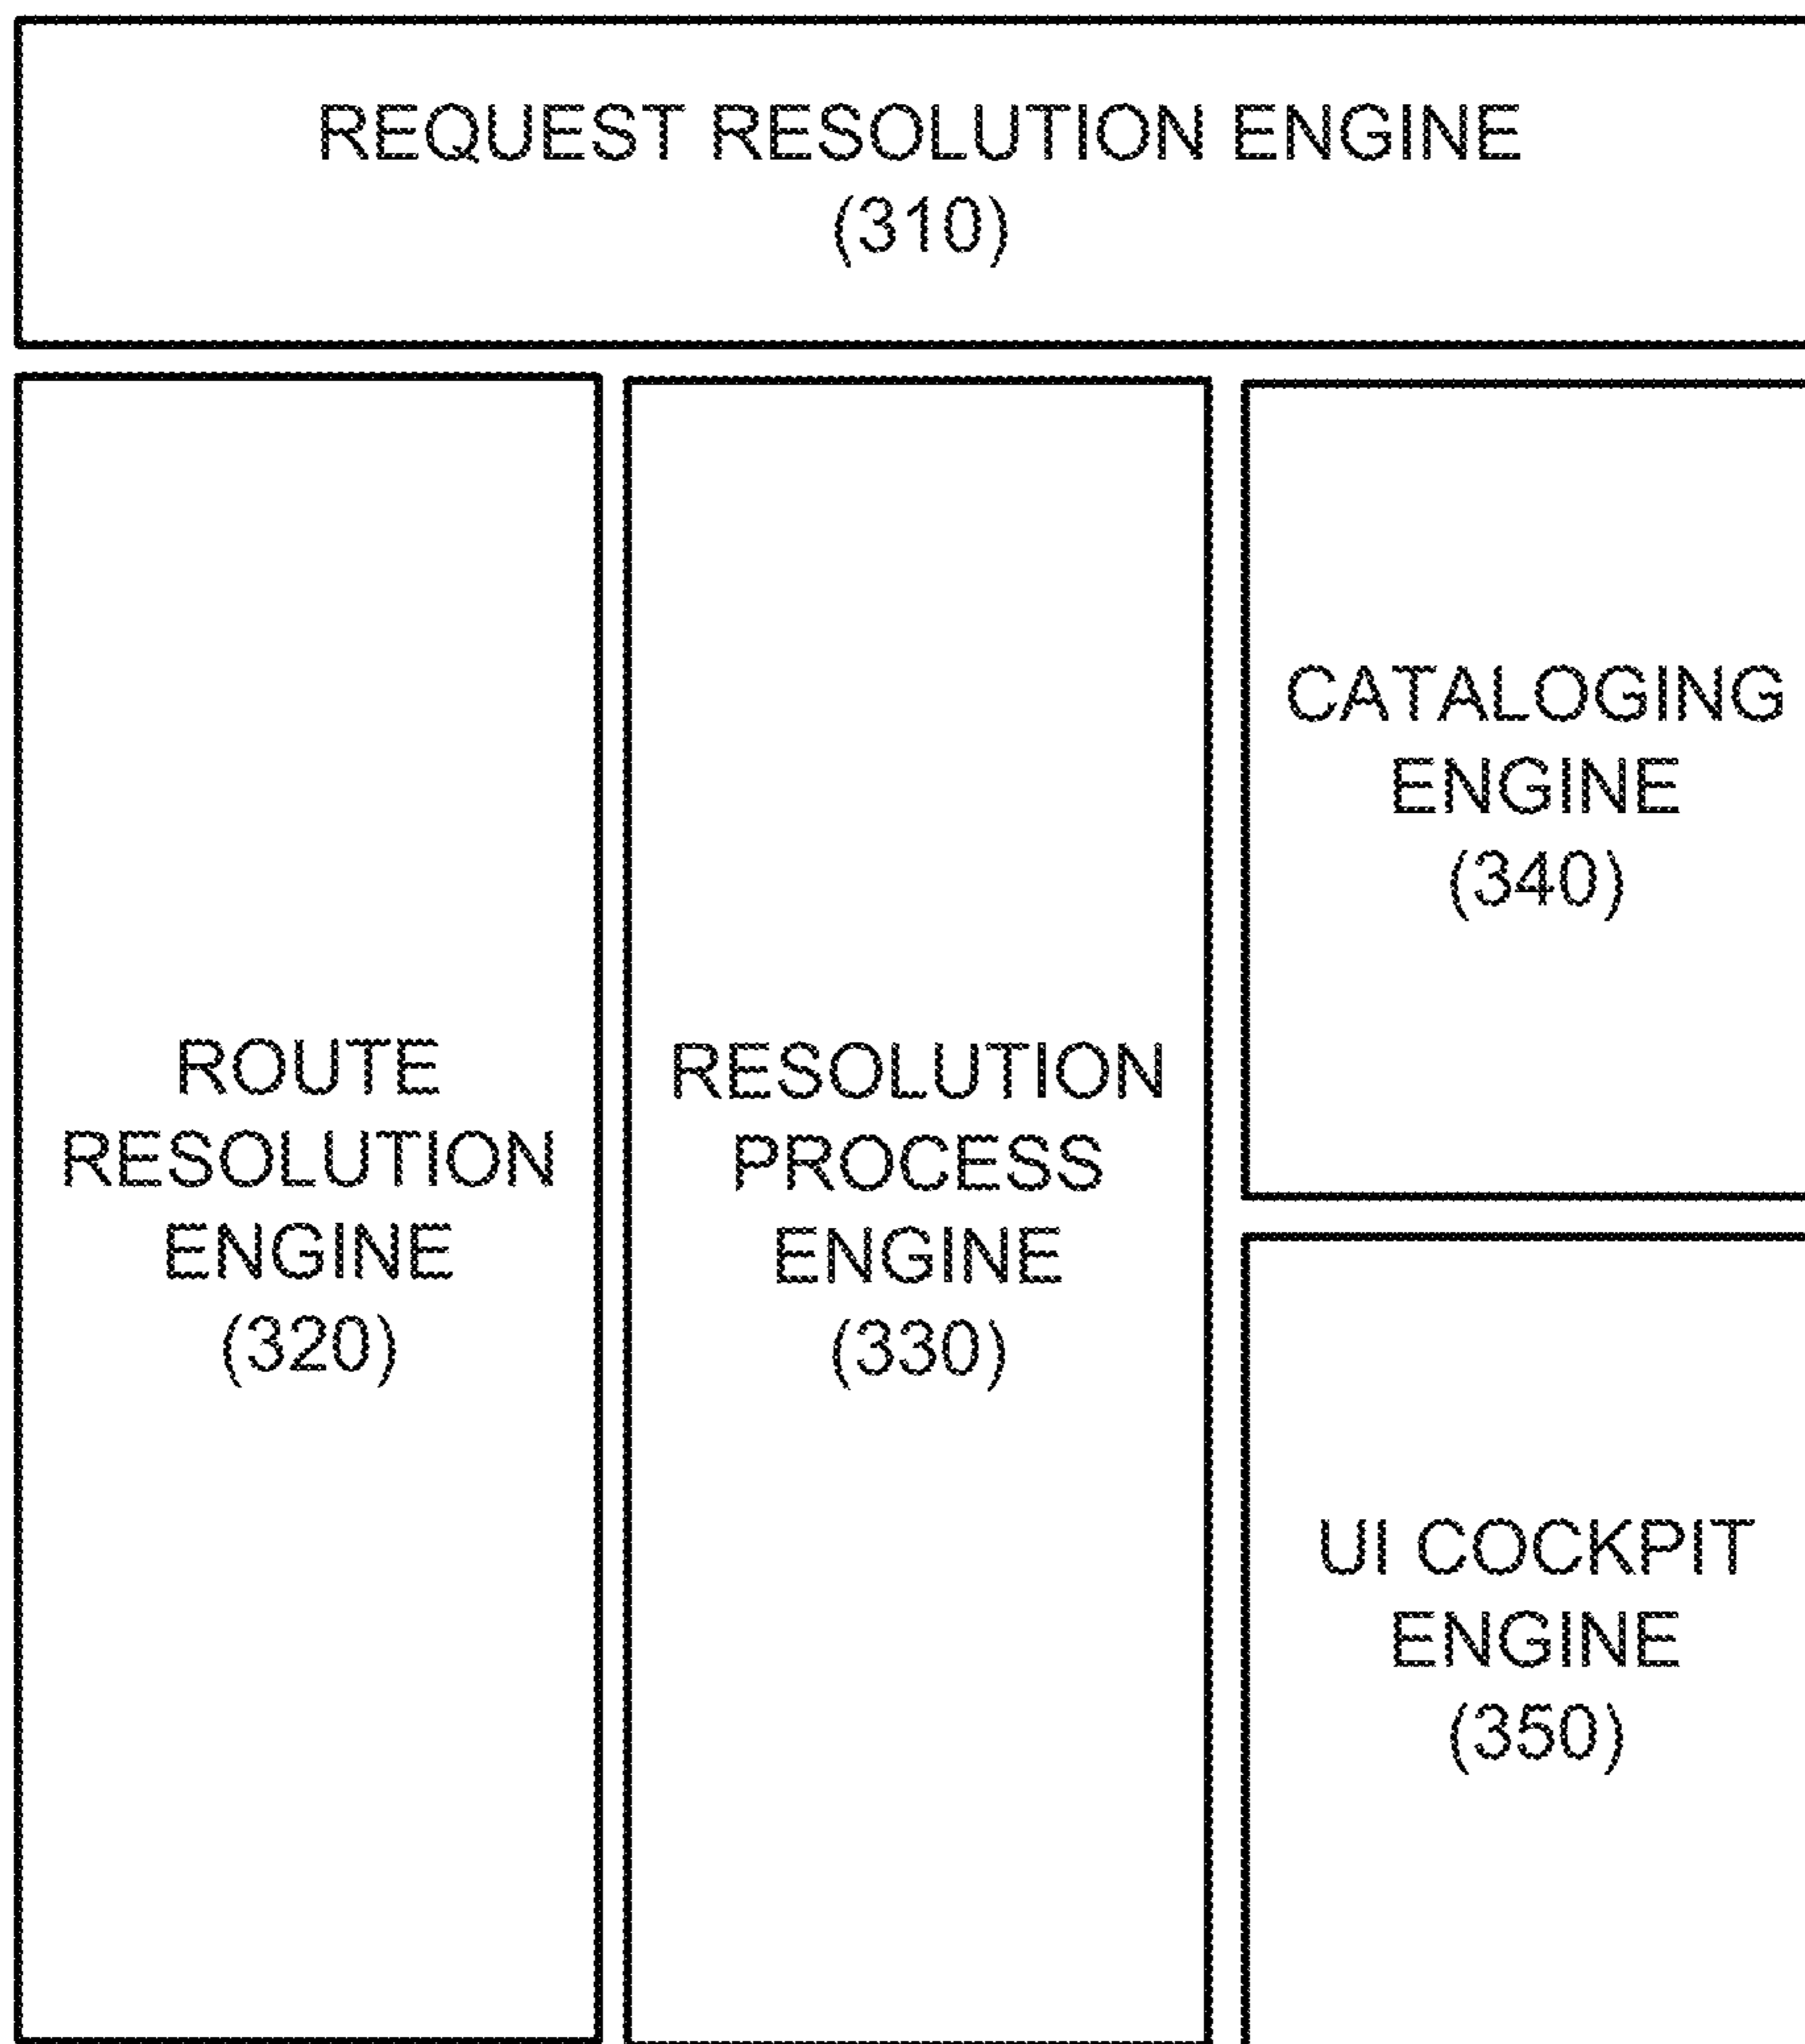 REQUEST RESOLUTION ENGINE
(310)
ROUTE
RESOLUTION
ENGINE
(320)
RESOLUTION
PROCESS
ENGINE
(330)
CATALOGING
ENGINE
(340)
UI COCKPIT
ENGINE
(350)